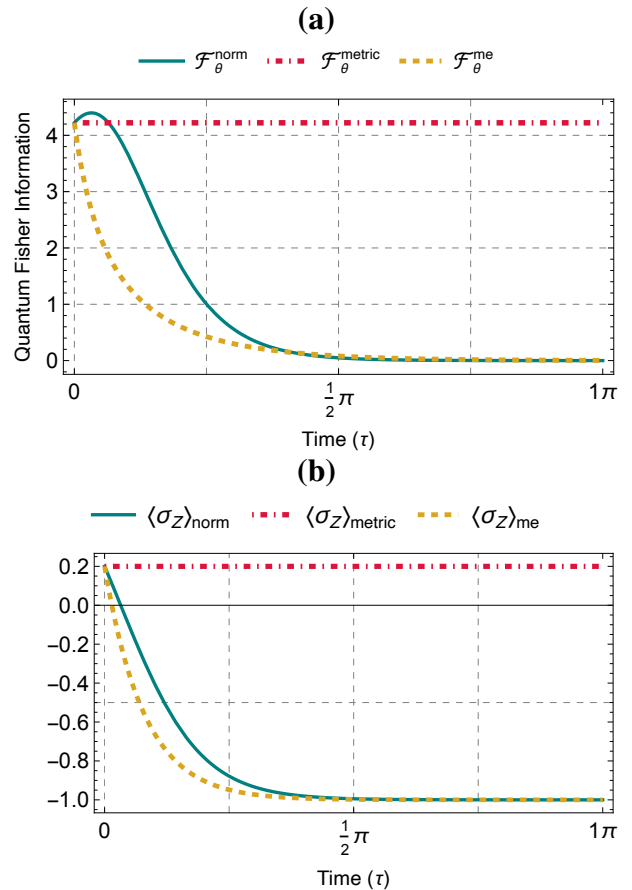 (a)
ℱ_θ^norm ℱ_θ^metric ℱ_θ^me
Quantum Fisher Information
4
3
2
1
0
0 1/2 π 1π
Time (τ)
(b)
⟨σ_Z⟩_norm ⟨σ_Z⟩_metric ⟨σ_Z⟩_me
0.2
0.0
−0.2
−0.4
−0.6
−0.8
−1.0
0 1/2 π 1π
Time (τ)